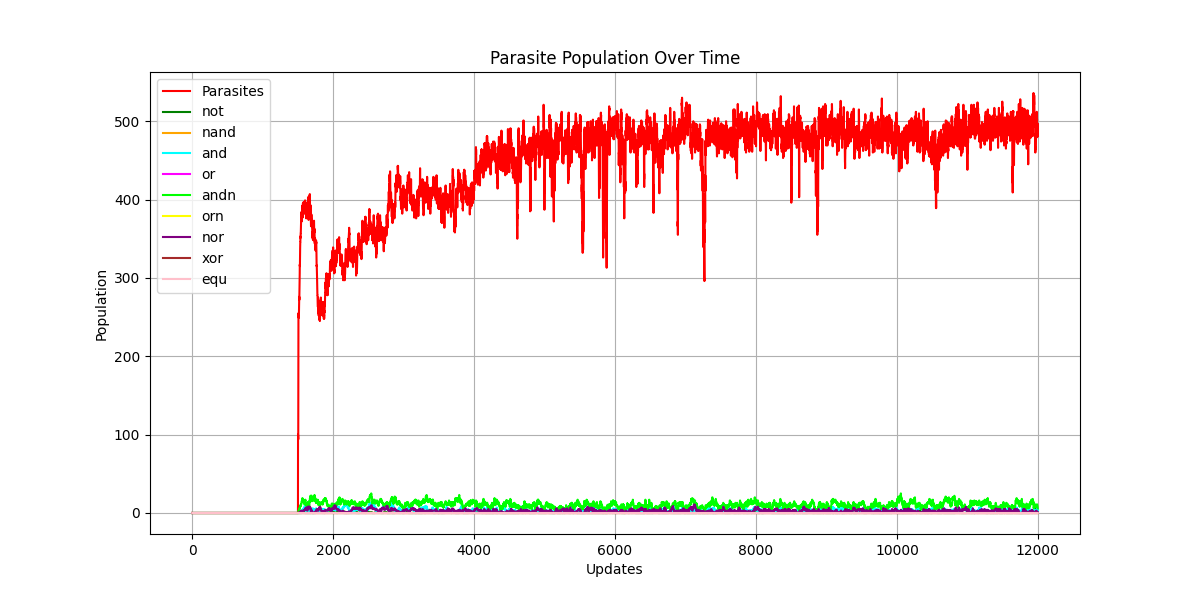 Parasite Population Over Time
Parasites
not
nand
and
or
andn
orn
nor
xor
equ
Population
500
400
300
200
100
0
0 2000 4000 6000 8000 10000 12000
Updates